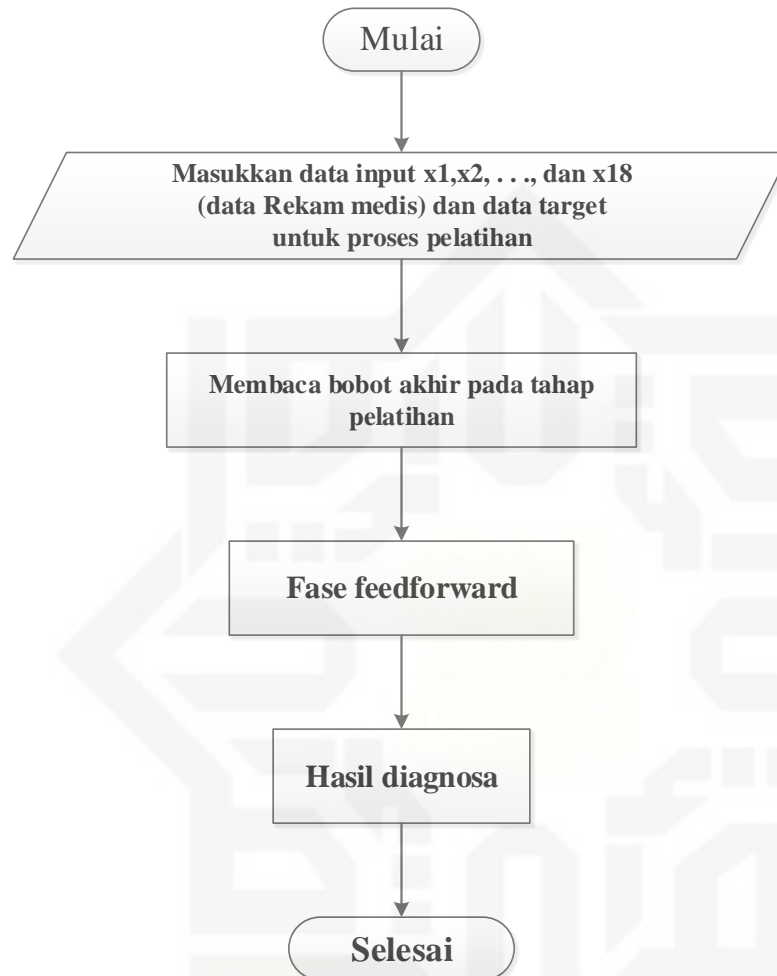 Mulai
Masukkan data input x1,x2, . . ., dan x18
(data Rekam medis) dan data target
untuk proses pelatihan
Membaca bobot akhir pada tahap
pelatihan
Fase feedforward
Hasil diagnosa
Selesai